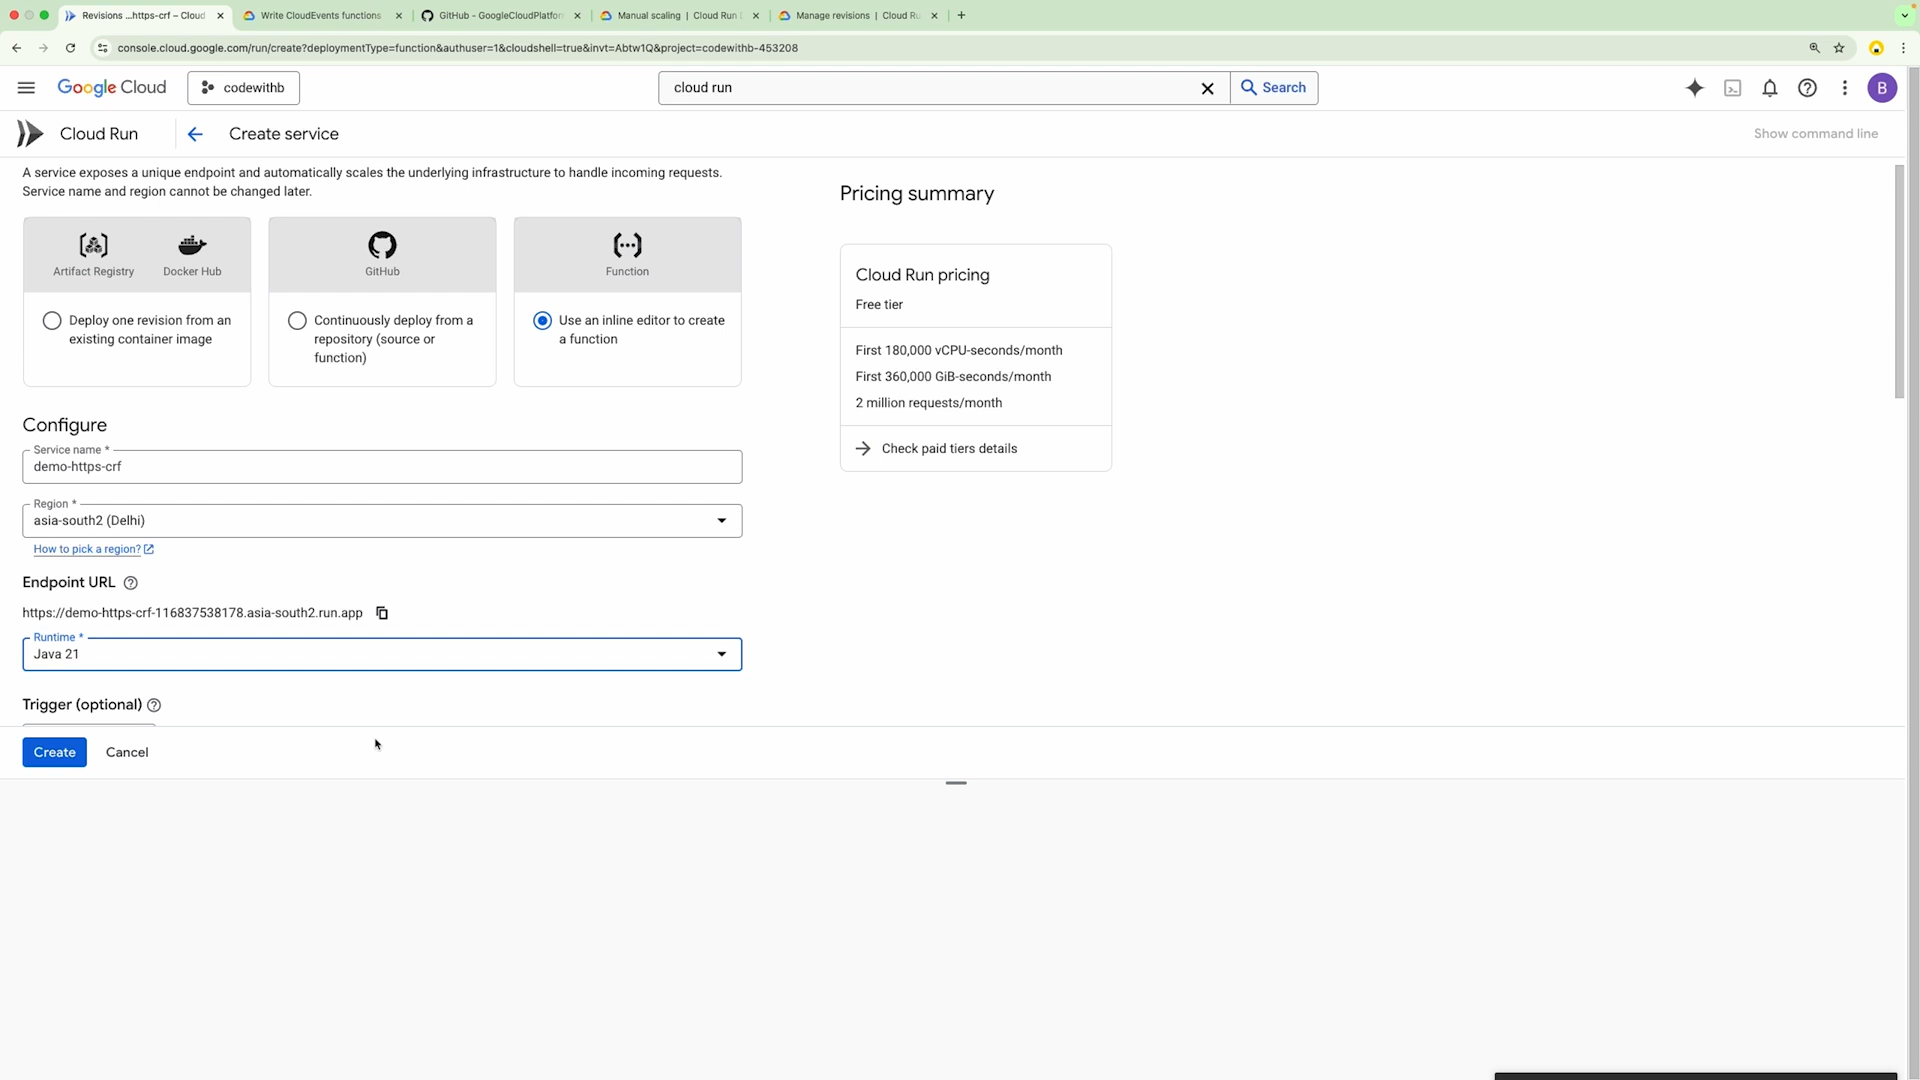 Revisions ...https-crf – Cloud
Write CloudEvents functions
GitHub - GoogleCloudPlatfor
Manual scaling | Cloud Run
Manage revisions | Cloud Ru
console.cloud.google.com/run/create?deploymentType=function&authuser=1&cloudshell=true&invt=Abtw1Q&project=codewithb-453208
Google Cloud
codewithb
cloud run
Search
B
Cloud Run
Create service
Show command line
A service exposes a unique endpoint and automatically scales the underlying infrastructure to handle incoming requests.
Service name and region cannot be changed later.
Artifact Registry
Docker Hub
GitHub
Function
Deploy one revision from an
existing container image
Continuously deploy from a
repository (source or
function)
Use an inline editor to create
a function
Configure
Service name *
demo-https-crf
Region *
asia-south2 (Delhi)
How to pick a region?
Endpoint URL
https://demo-https-crf-116837538178.asia-south2.run.app
Runtime *
Java 21
Trigger (optional)
Create
Cancel
Pricing summary
Cloud Run pricing
Free tier
First 180,000 vCPU-seconds/month
First 360,000 GiB-seconds/month
2 million requests/month
Check paid tiers details